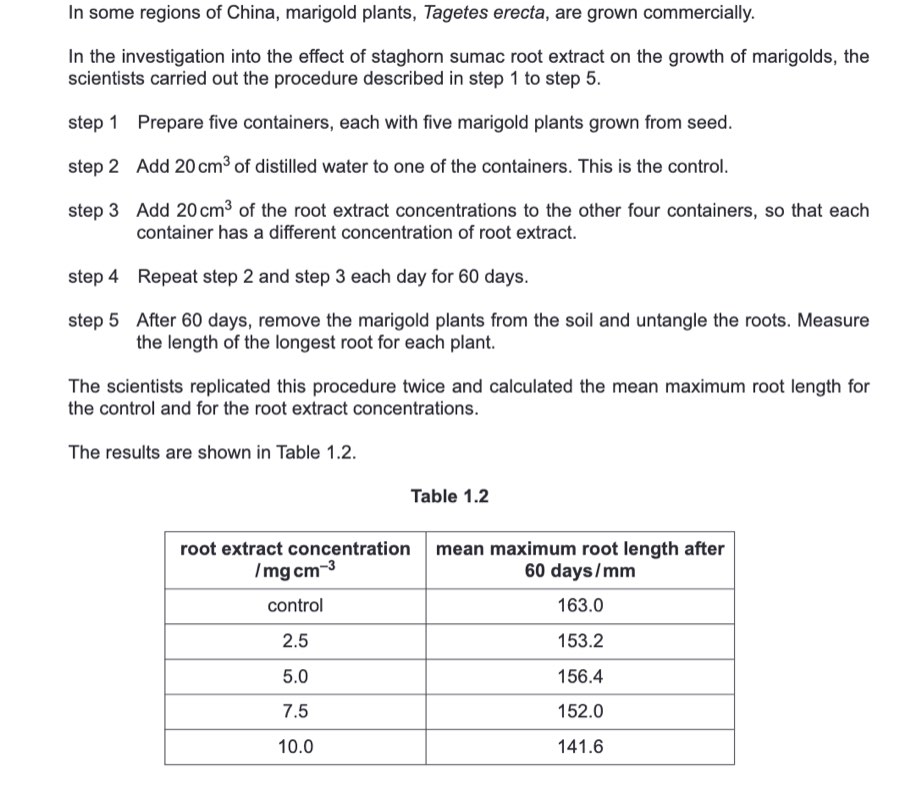 In some regions of China, marigold plants, Tagetes erecta, are grown commercially.
In the investigation into the effect of staghorn sumac root extract on the growth of marigolds, the
scientists carried out the procedure described in step 1 to step 5.
step 1 Prepare five containers, each with five marigold plants grown from seed.
step 2 Add 20 cm³ of distilled water to one of the containers. This is the control.
step 3 Add 20 cm³ of the root extract concentrations to the other four containers, so that each
container has a different concentration of root extract.
step 4 Repeat step 2 and step 3 each day for 60 days.
step 5 After 60 days, remove the marigold plants from the soil and untangle the roots. Measure
the length of the longest root for each plant.
The scientists replicated this procedure twice and calculated the mean maximum root length for
the control and for the root extract concentrations.
The results are shown in Table 1.2.
Table 1.2
root extract concentration mean maximum root length after
/mg cm⁻³ 60 days/mm
control 163.0
2.5 153.2
5.0 156.4
7.5 152.0
10.0 141.6